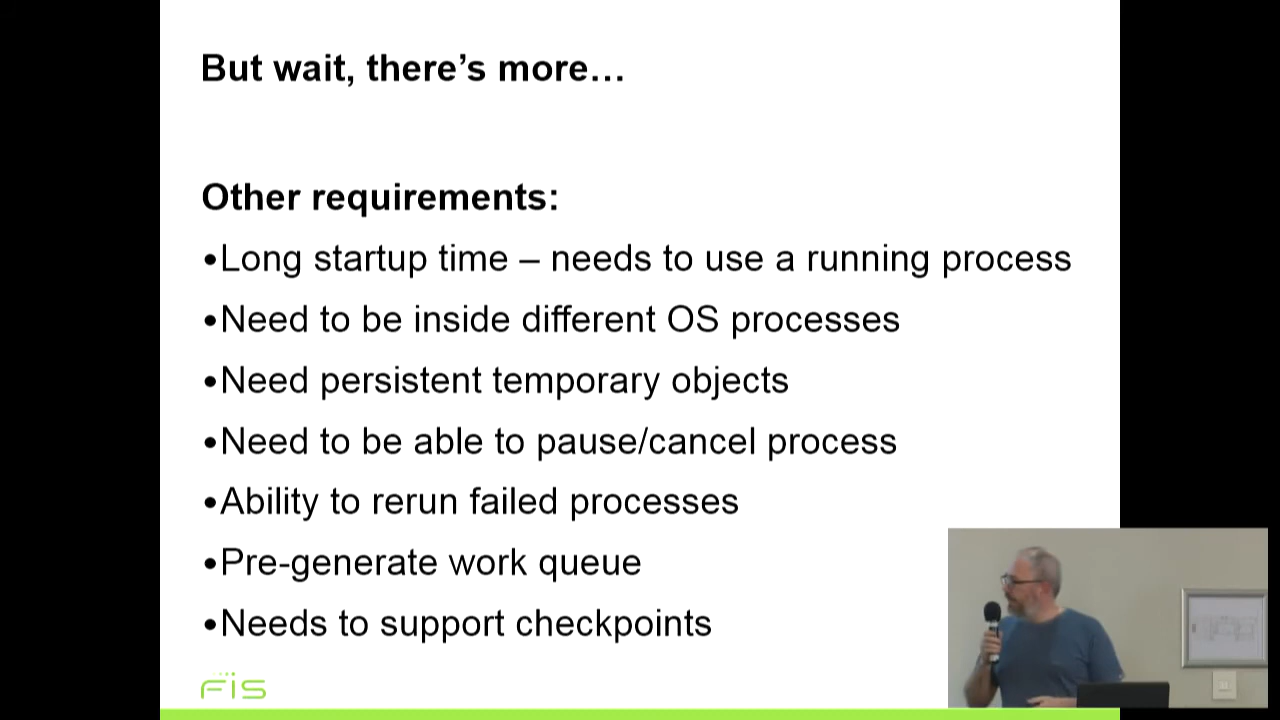 But wait, there’s more…
Other requirements:
•Long startup time – needs to use a running process
•Need to be inside different OS processes
•Need persistent temporary objects
•Need to be able to pause/cancel process
•Ability to rerun failed processes
•Pre-generate work queue
•Needs to support checkpoints
FIS